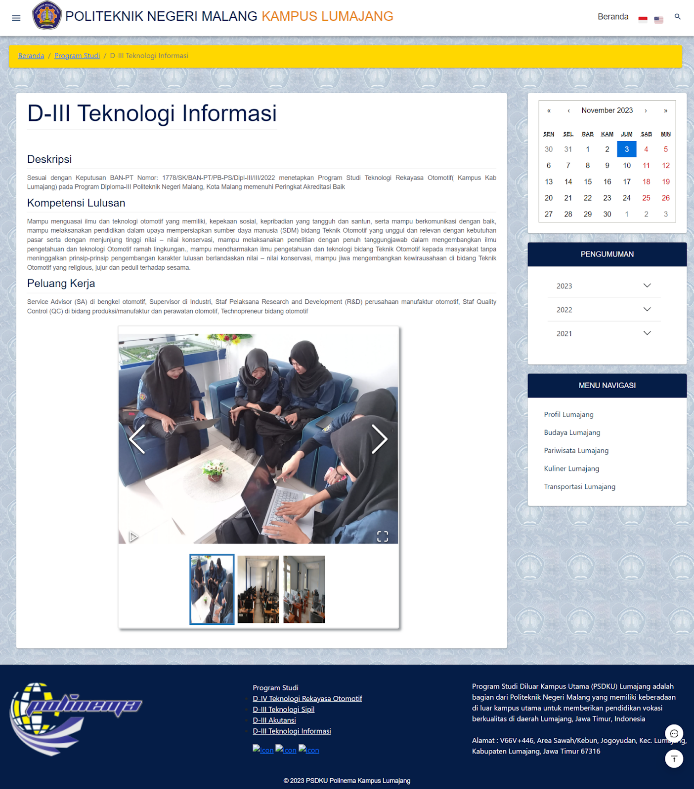 POLITEKNIK NEGERI MALANG KAMPUS LUMAJANG
Beranda
Beranda / Program Studi / D-III Teknologi Informasi
D-III Teknologi Informasi
Deskripsi
Sesuai dengan Keputusan BAN-PT Nomor: 1778/SK/BAN-PT/PB-PS/Dipl-III/III/2022 menetapkan Program Studi Teknologi Rekayasa Otomotif( Kampus Kab
Lumajang) pada Program Diploma-III Politeknik Negeri Malang, Kota Malang memenuhi Peringkat Akreditasi Baik
Kompetensi Lulusan
Mampu menguasai ilmu dan teknologi otomotif yang memiliki, kepekaan sosial, kepribadian yang tangguh dan santun, serta mampu berkomunikasi dengan baik,
mampu melaksanakan pendidikan dalam upaya mempersiapkan sumber daya manusia (SDM) bidang Teknik Otomotif yang unggul dan relevan dengan kebutuhan
pasar serta dengan menjunjung tinggi nilai – nilai konservasi, mampu melaksanakan penelitian dengan penuh tanggungjawab dalam mengembangkan ilmu
pengetahuan dan teknologi Otomotif ramah lingkungan., mampu mendharmakan ilmu pengetahuan dan teknologi bidang Teknik Otomotif kepada masyarakat tanpa
meninggalkan prinsip-prinsip pengembangan karakter lulusan berlandaskan nilai – nilai konservasi, mampu jiwa mengembangkan kewirausahaan di bidang Teknik
Otomotif yang religious, jujur dan peduli terhadap sesama.
Peluang Kerja
Service Advisor (SA) di bengkel otomotif, Supervisor di Industri, Staf Pelaksana Research and Development (R&D) perusahaan manufaktur otomotif, Staf Quality
Control (QC) di bidang produksi/manufaktur dan perawatan otomotif, Technopreneur bidang otomotif
« ‹ November 2023 › »
SEN SEL RAB KAM JUM SAB MIN
30 31 1 2 3 4 5
6 7 8 9 10 11 12
13 14 15 16 17 18 19
20 21 22 23 24 25 26
27 28 29 30 1 2 3
PENGUMUMAN
2023
2022
2021
MENU NAVIGASI
Profil Lumajang
Budaya Lumajang
Pariwisata Lumajang
Kuliner Lumajang
Transportasi Lumajang
polinema
Program Studi
D-IV Teknologi Rekayasa Otomotif
D-III Teknologi Sipil
D-III Akutansi
D-III Teknologi Informasi
icon icon icon
Program Studi Diluar Kampus Utama (PSDKU) Lumajang adalah
bagian dari Politeknik Negeri Malang yang memiliki keberadaan
di luar kampus utama untuk memberikan pendidikan vokasi
berkualitas di daerah Lumajang, Jawa Timur, Indonesia
Alamat : V66V+446, Area Sawah/Kebun, Jogoyudan, Kec. Lumajang,
Kabupaten Lumajang, Jawa Timur 67316
© 2023 PSDKU Polinema Kampus Lumajang